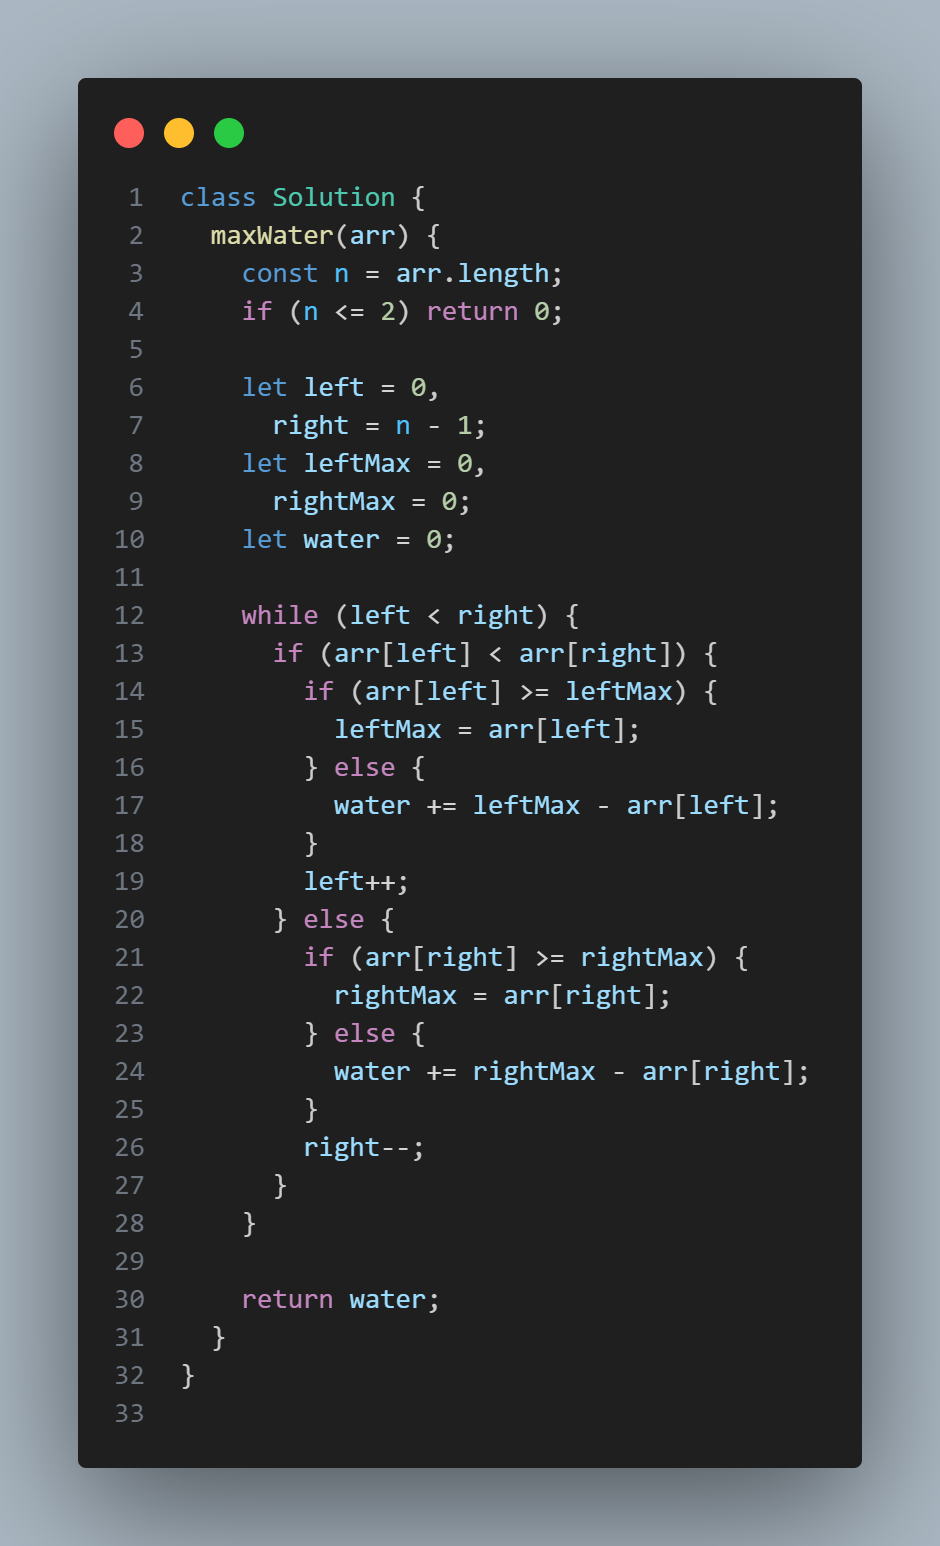 1 class Solution {
2   maxWater(arr) {
3     const n = arr.length;
4     if (n <= 2) return 0;
5
6     let left = 0,
7       right = n - 1;
8     let leftMax = 0,
9       rightMax = 0;
10     let water = 0;
11
12     while (left < right) {
13       if (arr[left] < arr[right]) {
14         if (arr[left] >= leftMax) {
15           leftMax = arr[left];
16         } else {
17           water += leftMax - arr[left];
18         }
19         left++;
20       } else {
21         if (arr[right] >= rightMax) {
22           rightMax = arr[right];
23         } else {
24           water += rightMax - arr[right];
25         }
26         right--;
27       }
28     }
29
30     return water;
31   }
32 }
33